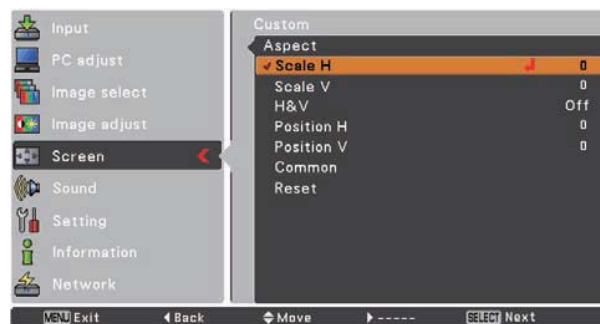 Input
PC adjust
Image select
Image adjust
Screen
Sound
Setting
Information
Network
Custom
Aspect
✓ Scale H 0
Scale V 0
H&V Off
Position H 0
Position V 0
Common
Reset
MENU Exit ◀ Back ◆ Move ▶ ----- SELECT Next